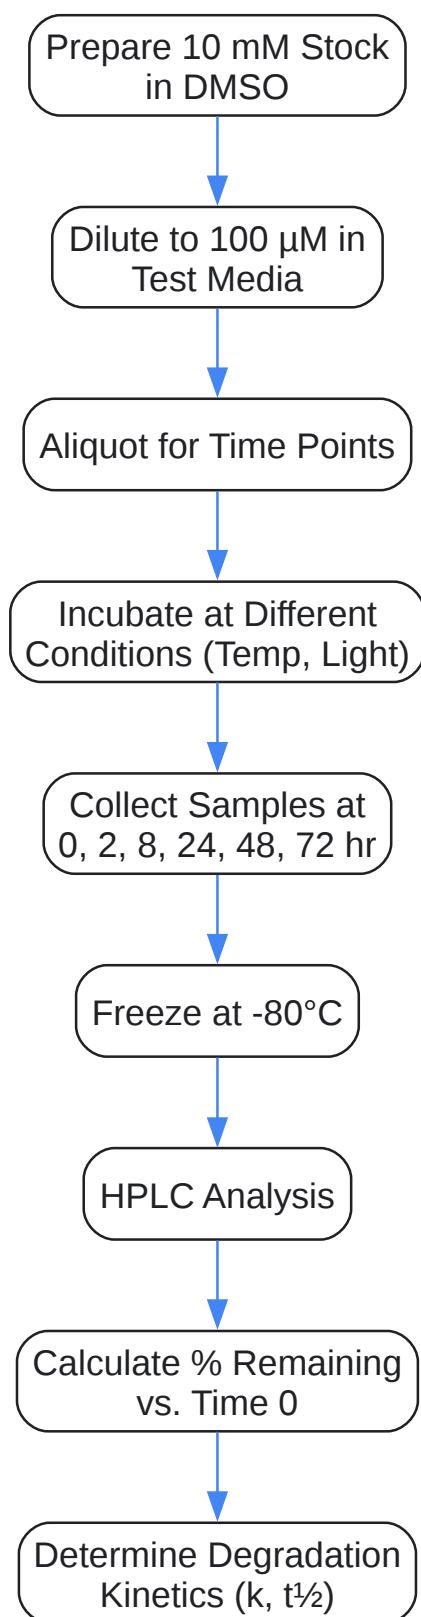 Prepare 10 mM Stock
in DMSO
Dilute to 100 µM in
Test Media
Aliquot for Time Points
Incubate at Different
Conditions (Temp, Light)
Collect Samples at
0, 2, 8, 24, 48, 72 hr
Freeze at -80°C
HPLC Analysis
Calculate % Remaining
vs. Time 0
Determine Degradation
Kinetics (k, t½)